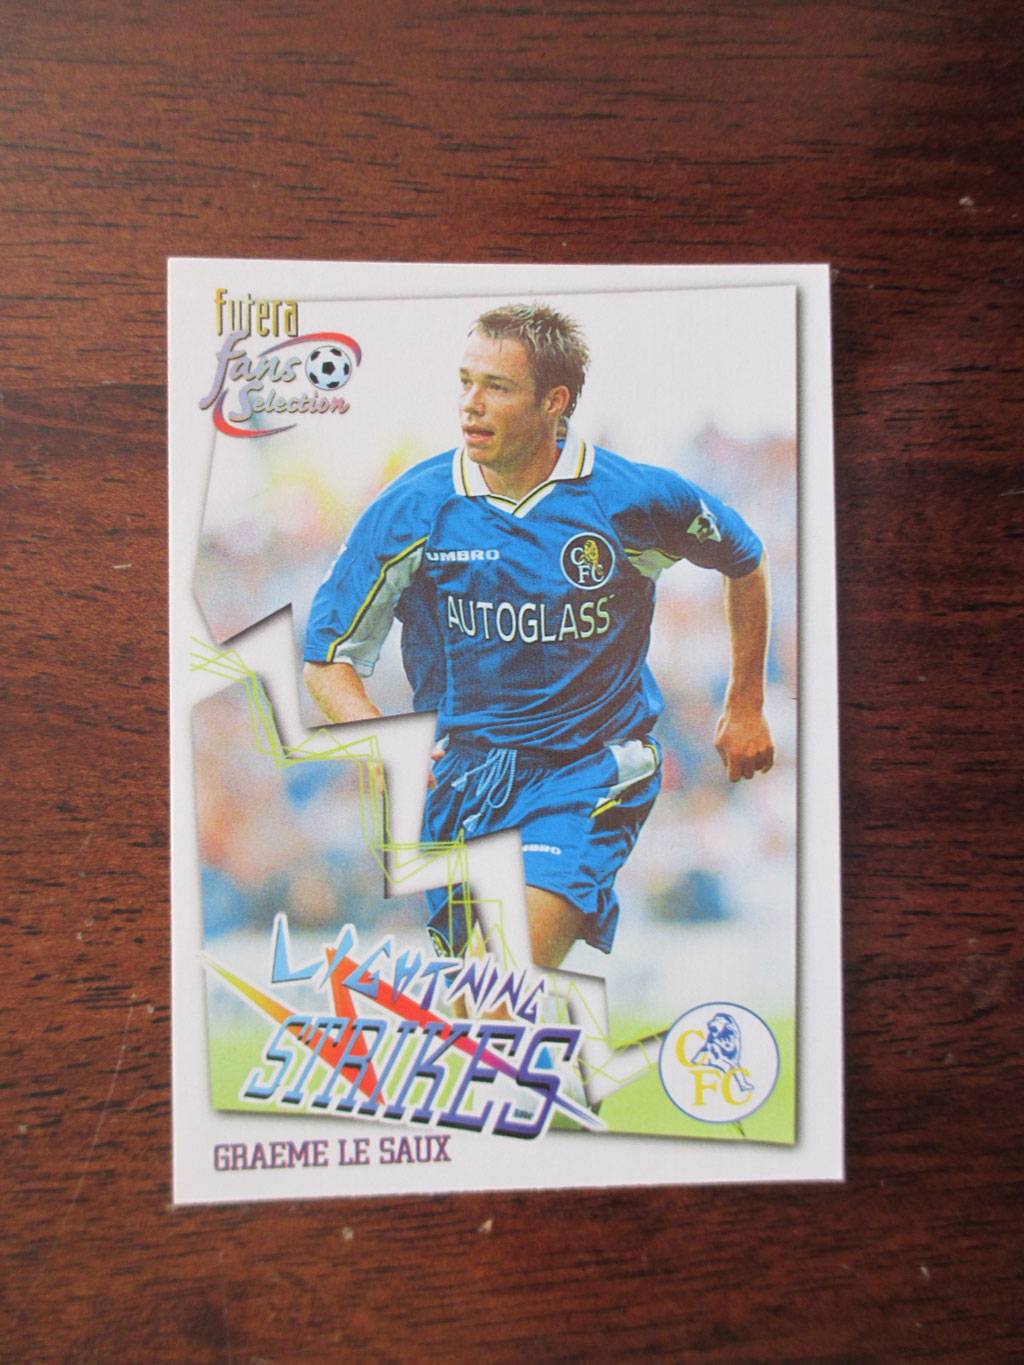 futera
fans
Selection
UMBRO
CFC
AUTOGLASS
UMBRO
LIGHTNING
STRIKES
CFC
GRAEME LE SAUX